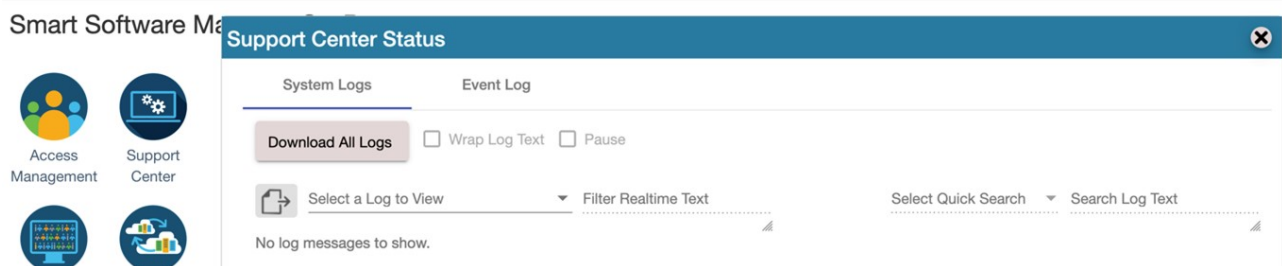 Smart Software
Support Center Status
System Logs
Event Log
Download All Logs
Wrap Log Text
Pause
Access
Management
Support
Center
Select a Log to View
Filter Realtime Text
Select Quick Search
Search Log Text
No log messages to show.